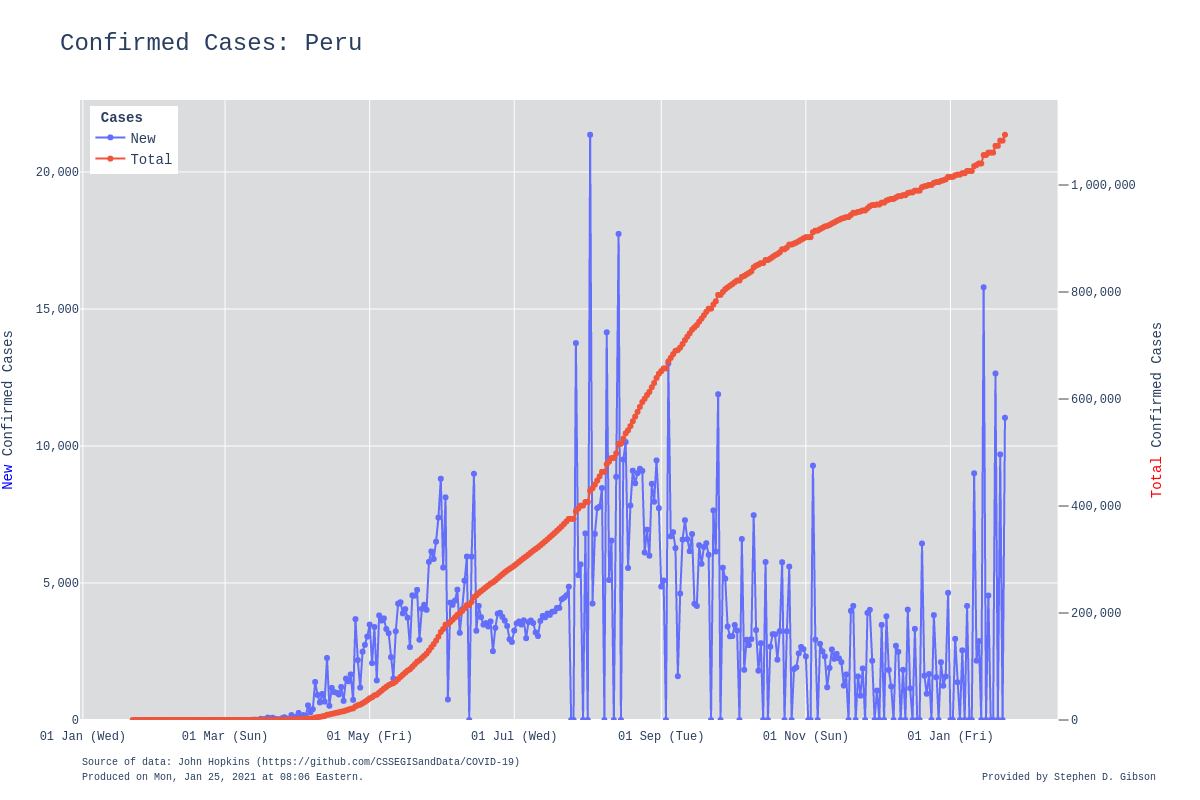 Confirmed Cases: Peru
Cases
New
Total
20,000
15,000
10,000
5,000
0
New Confirmed Cases
1,000,000
800,000
600,000
400,000
200,000
0
Total Confirmed Cases
01 Jan (Wed) 01 Mar (Sun) 01 May (Fri) 01 Jul (Wed) 01 Sep (Tue) 01 Nov (Sun) 01 Jan (Fri)
Source of data: John Hopkins (https://github.com/CSSEGISandData/COVID-19)
Produced on Mon, Jan 25, 2021 at 08:06 Eastern.
Provided by Stephen D. Gibson